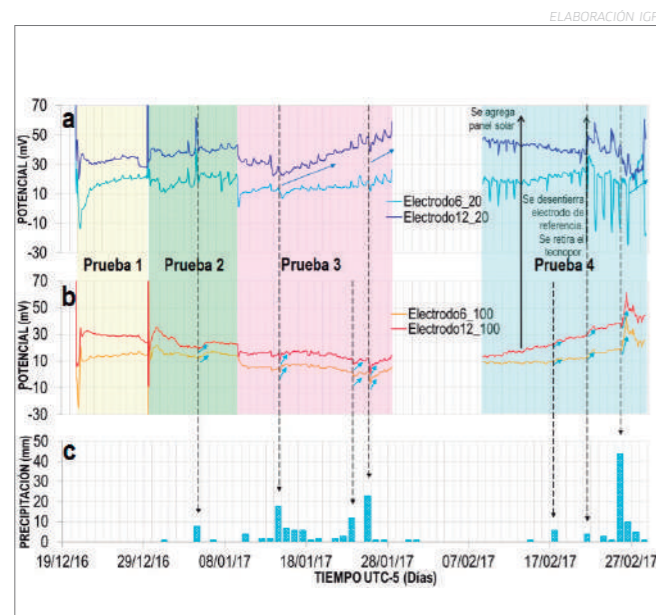 ELABORACIÓN IGP
a
POTENCIAL (mV)
70
50
30
10
-10
-30
Se agrega
panel solar
Electrodo6_20
Electrodo12_20
Se desentierra
electrodo de
referencia.
Se retira el
tecnopor
Prueba 1
Prueba 2
Prueba 3
Prueba 4
b
POTENCIAL (mV)
70
50
30
10
-10
-30
Electrodo6_100
Electrodo12_100
c
PRECIPITACIÓN (mm)
50
40
30
20
10
0
19/12/16
29/12/16
08/01/17
18/01/17
28/01/17
07/02/17
17/02/17
27/02/17
TIEMPO UTC-5 (Días)